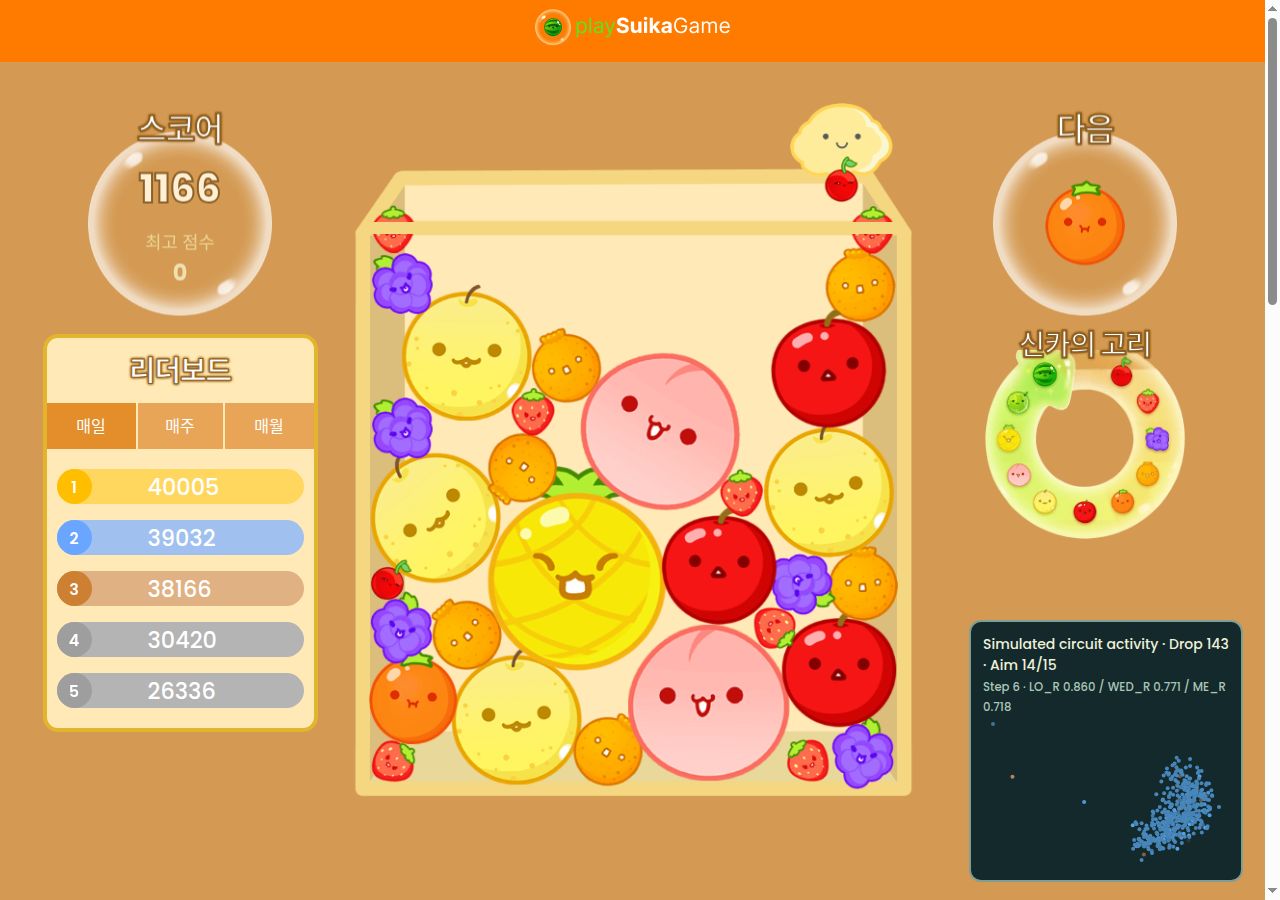 playSuikaGame
스코어
1166
최고 점수
0
리더보드
매일 매주 매월
1 40005
2 39032
3 38166
4 30420
5 26336
다음
신카의 고리
Simulated circuit activity · Drop 143
· Aim 14/15
Step 6 · LO_R 0.860 / WED_R 0.771 / ME_R
0.718